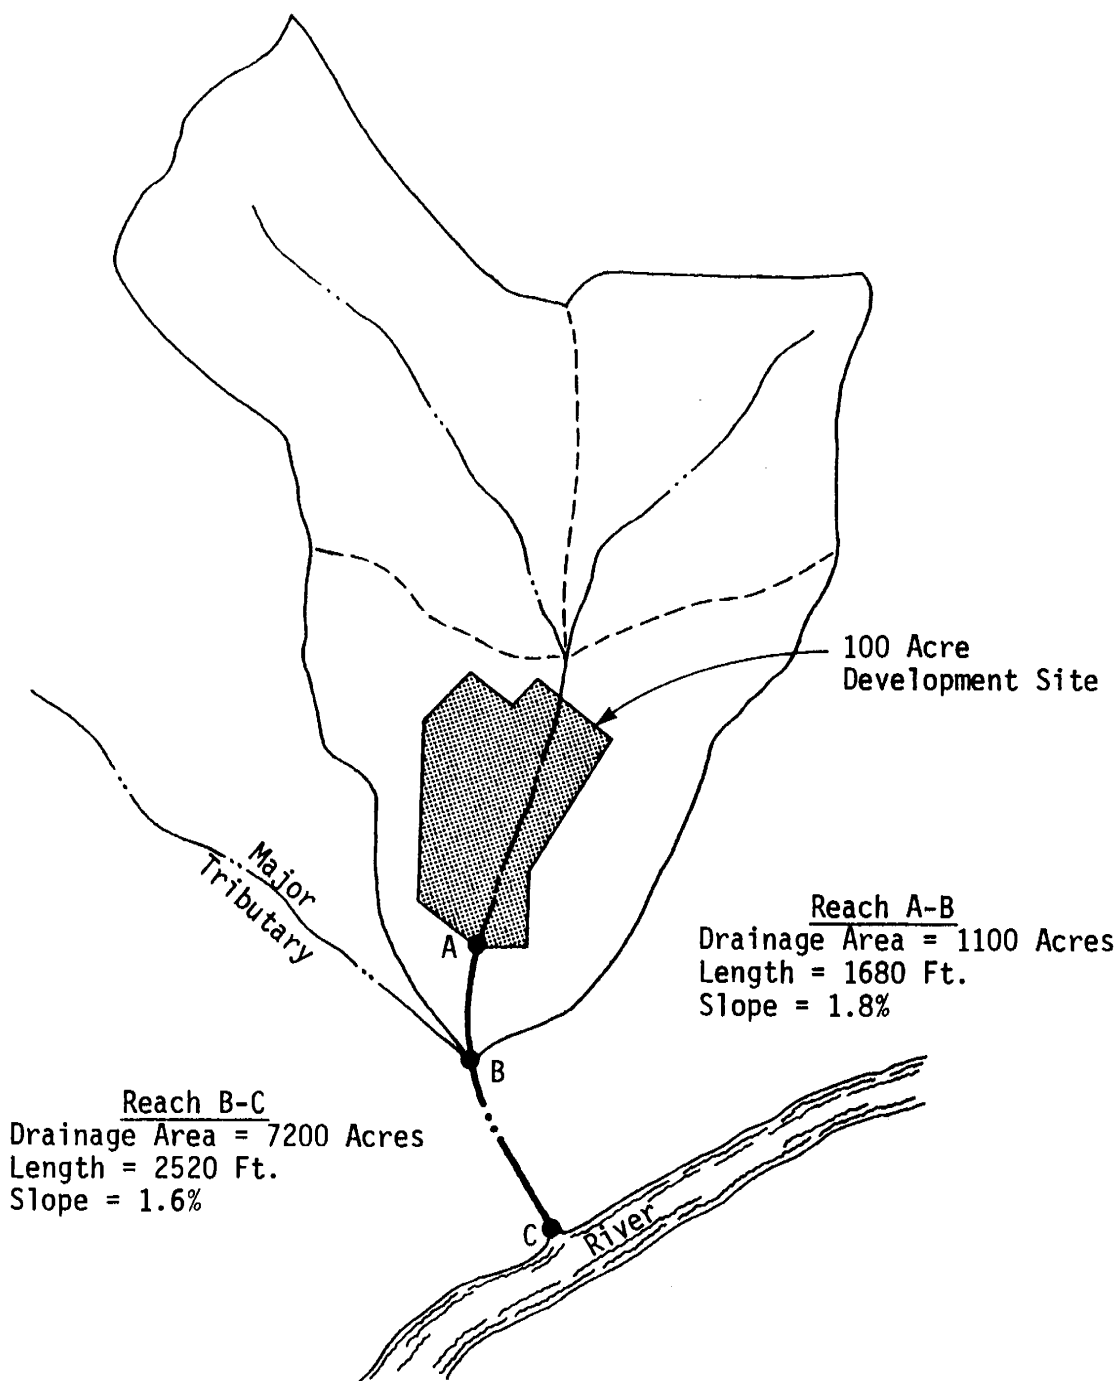 100 Acre
Development Site
Major
Tributary
Reach A-B
Drainage Area = 1100 Acres
Length = 1680 Ft.
Slope = 1.8%
A
B
Reach B-C
Drainage Area = 7200 Acres
Length = 2520 Ft.
Slope = 1.6%
C
River